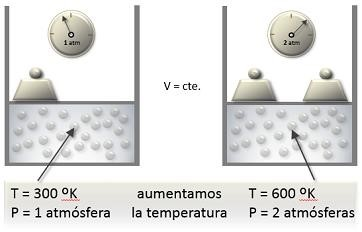 1 atm
2 atm
V = cte.
T = 300 ºK aumentamos T = 600 ºK
P = 1 atmósfera la temperatura P = 2 atmósferas